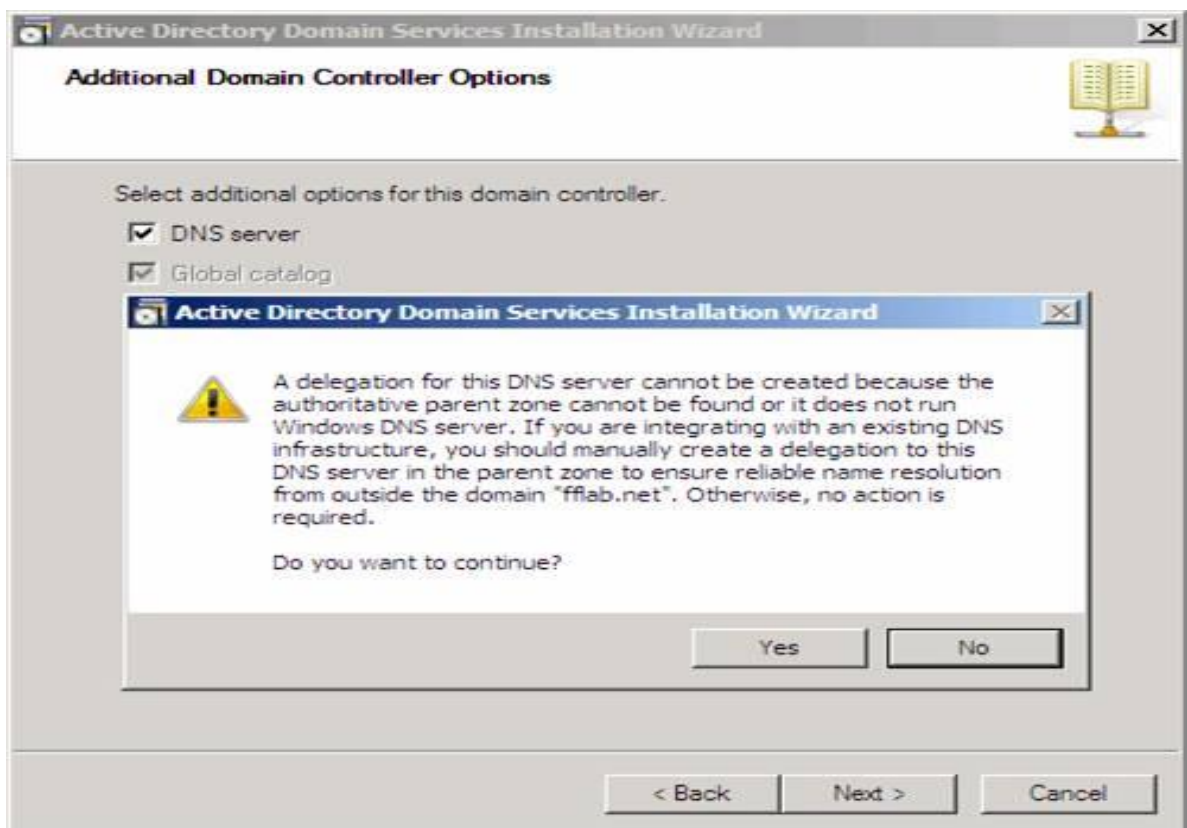 Active Directory Domain Services Installation Wizard
Additional Domain Controller Options
Select additional options for this domain controller.
DNS server
Global catalog
Active Directory Domain Services Installation Wizard
A delegation for this DNS server cannot be created because the
authoritative parent zone cannot be found or it does not run
Windows DNS server. If you are integrating with an existing DNS
infrastructure, you should manually create a delegation to this
DNS server in the parent zone to ensure reliable name resolution
from outside the domain "fflab.net". Otherwise, no action is
required.
Do you want to continue?
Yes
No
< Back
Next >
Cancel